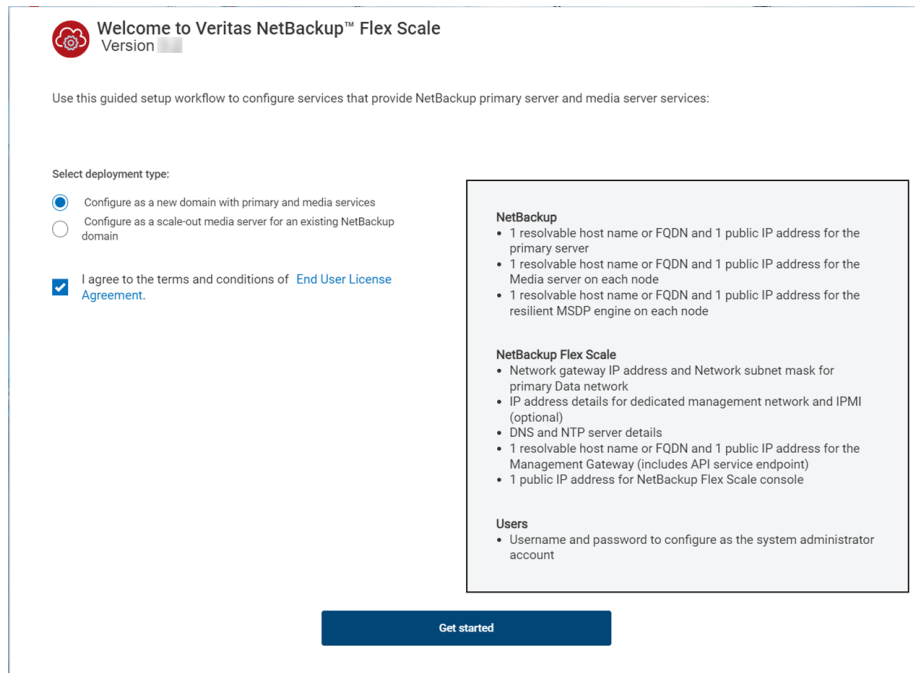 Welcome to Veritas NetBackup™ Flex Scale
Version
Use this guided setup workflow to configure services that provide NetBackup primary server and media server services:
Select deployment type:
Configure as a new domain with primary and media services
Configure as a scale-out media server for an existing NetBackup
domain
I agree to the terms and conditions of End User License
Agreement.
NetBackup
• 1 resolvable host name or FQDN and 1 public IP address for the
primary server
• 1 resolvable host name or FQDN and 1 public IP address for the
Media server on each node
• 1 resolvable host name or FQDN and 1 public IP address for the
resilient MSDP engine on each node
NetBackup Flex Scale
• Network gateway IP address and Network subnet mask for
primary Data network
• IP address details for dedicated management network and IPMI
(optional)
• DNS and NTP server details
• 1 resolvable host name or FQDN and 1 public IP address for the
Management Gateway (includes API service endpoint)
• 1 public IP address for NetBackup Flex Scale console
Users
• Username and password to configure as the system administrator
account
Get started